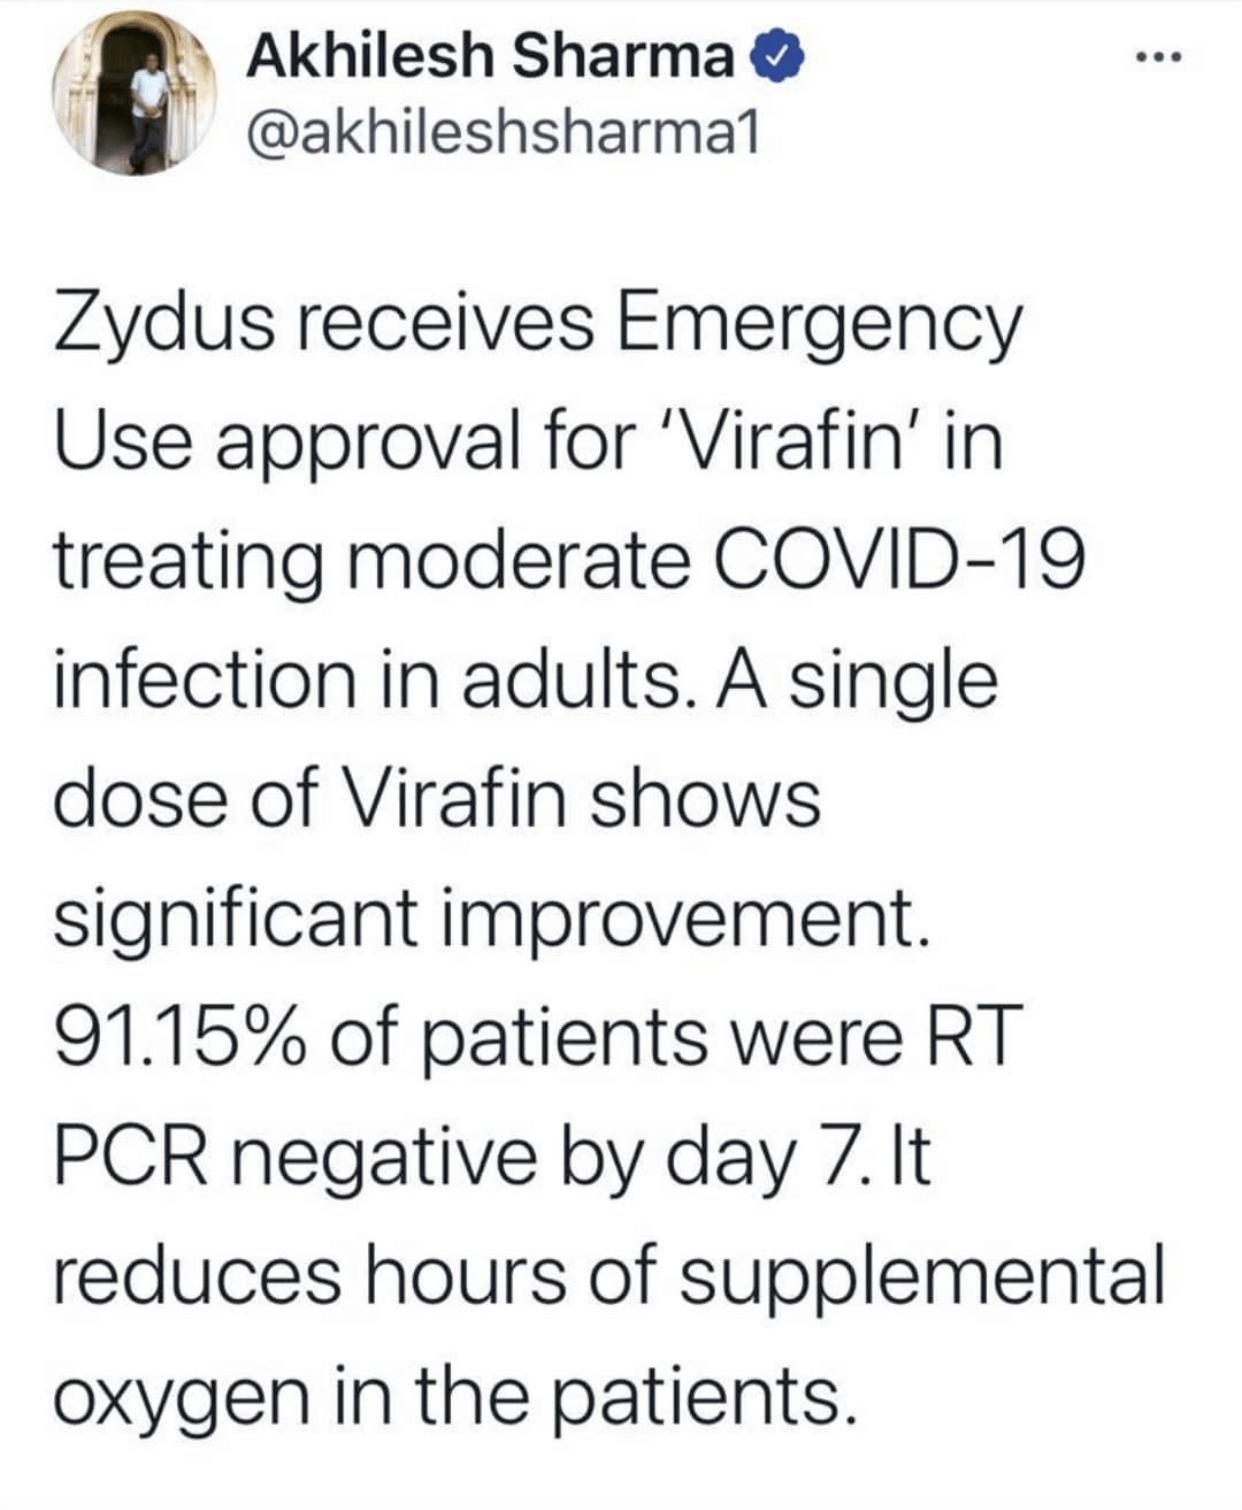 Akhilesh Sharma
@akhileshsharma1
Zydus receives Emergency
Use approval for ‘Virafin’ in
treating moderate COVID-19
infection in adults. A single
dose of Virafin shows
significant improvement.
91.15% of patients were RT
PCR negative by day 7. It
reduces hours of supplemental
oxygen in the patients.